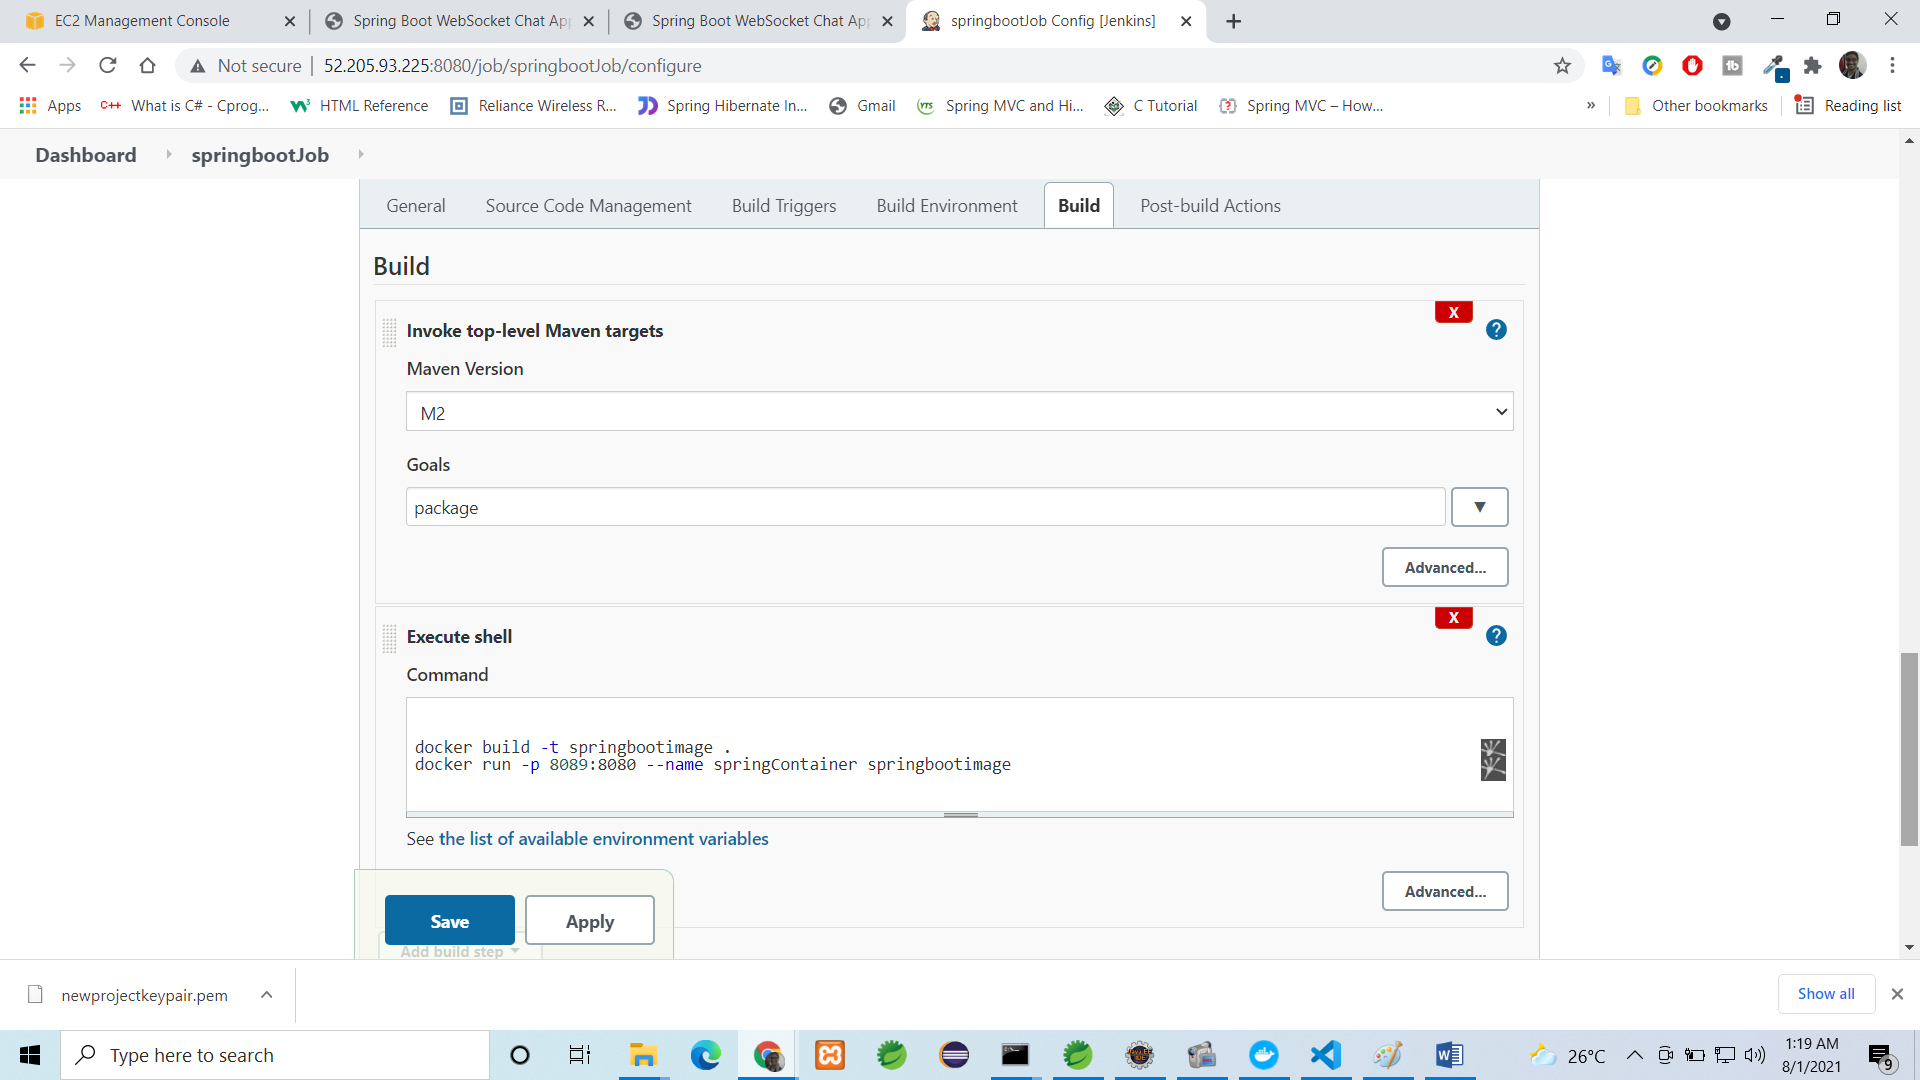 EC2 Management Console
Spring Boot WebSocket Chat App
Spring Boot WebSocket Chat App
springbootJob Config [Jenkins]
Not secure
52.205.93.225:8080/job/springbootJob/configure
Apps
C++ What is C# - Cprog...
W3 HTML Reference
Reliance Wireless R...
Spring Hibernate In...
Gmail
YTS Spring MVC and Hi...
C Tutorial
Spring MVC – How...
»
Other bookmarks
Reading list
Dashboard
springbootJob
General
Source Code Management
Build Triggers
Build Environment
Build
Post-build Actions
Build
X
Invoke top-level Maven targets
?
Maven Version
M2
Goals
package
Advanced...
X
Execute shell
?
Command
docker build -t springbootimage .
docker run -p 8089:8080 --name springContainer springbootimage
See the list of available environment variables
Advanced...
Save
Apply
Add build step
newprojectkeypair.pem
Show all
Type here to search
26°C
1:19 AM
8/1/2021
9